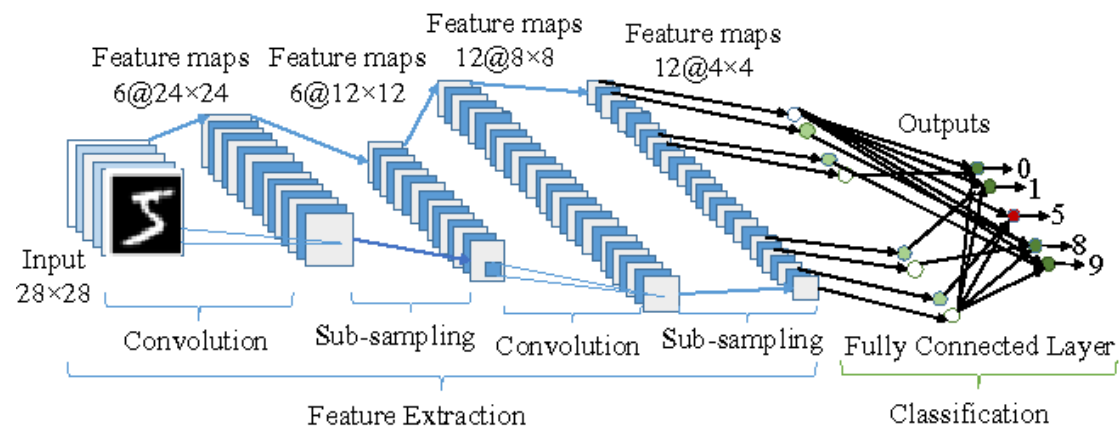 Feature maps
6@24×24
Feature maps
6@12×12
Feature maps
12@8×8
Feature maps
12@4×4
Outputs
0
1
5
8
9
Input
28×28
Convolution
Sub-sampling
Convolution
Sub-sampling
Fully Connected Layer
Feature Extraction
Classification